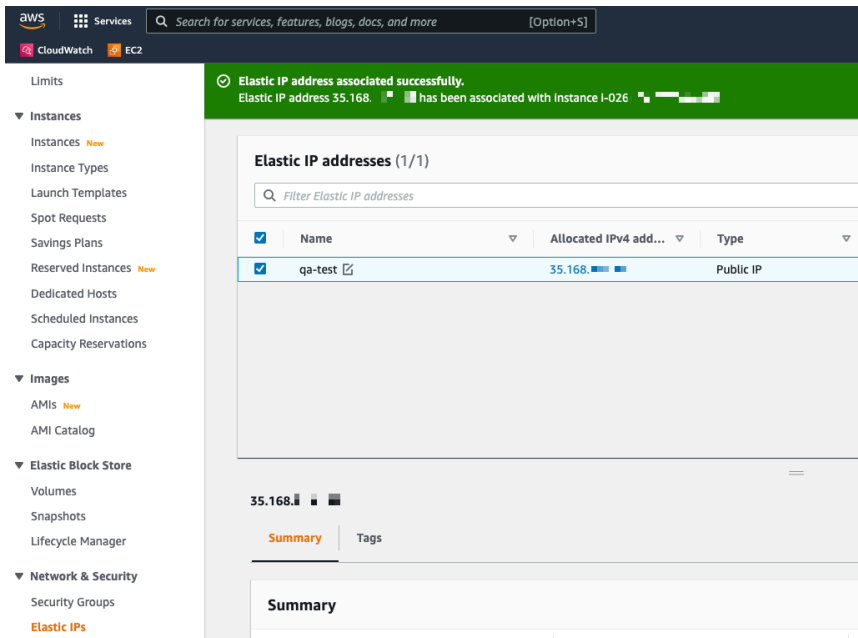 aws
Services
Search for services, features, blogs, docs, and more
[Option+S]
CloudWatch
EC2
Limits
Instances
Instances New
Instance Types
Launch Templates
Spot Requests
Savings Plans
Reserved Instances New
Dedicated Hosts
Scheduled Instances
Capacity Reservations
Images
AMIs New
AMI Catalog
Elastic Block Store
Volumes
Snapshots
Lifecycle Manager
Network & Security
Security Groups
Elastic IPs
Elastic IP address associated successfully.
Elastic IP address 35.168. has been associated with instance i-026
Elastic IP addresses (1/1)
Filter Elastic IP addresses
Name
Allocated IPv4 add...
Type
qa-test
35.168.
Public IP
35.168.
Summary
Tags
Summary